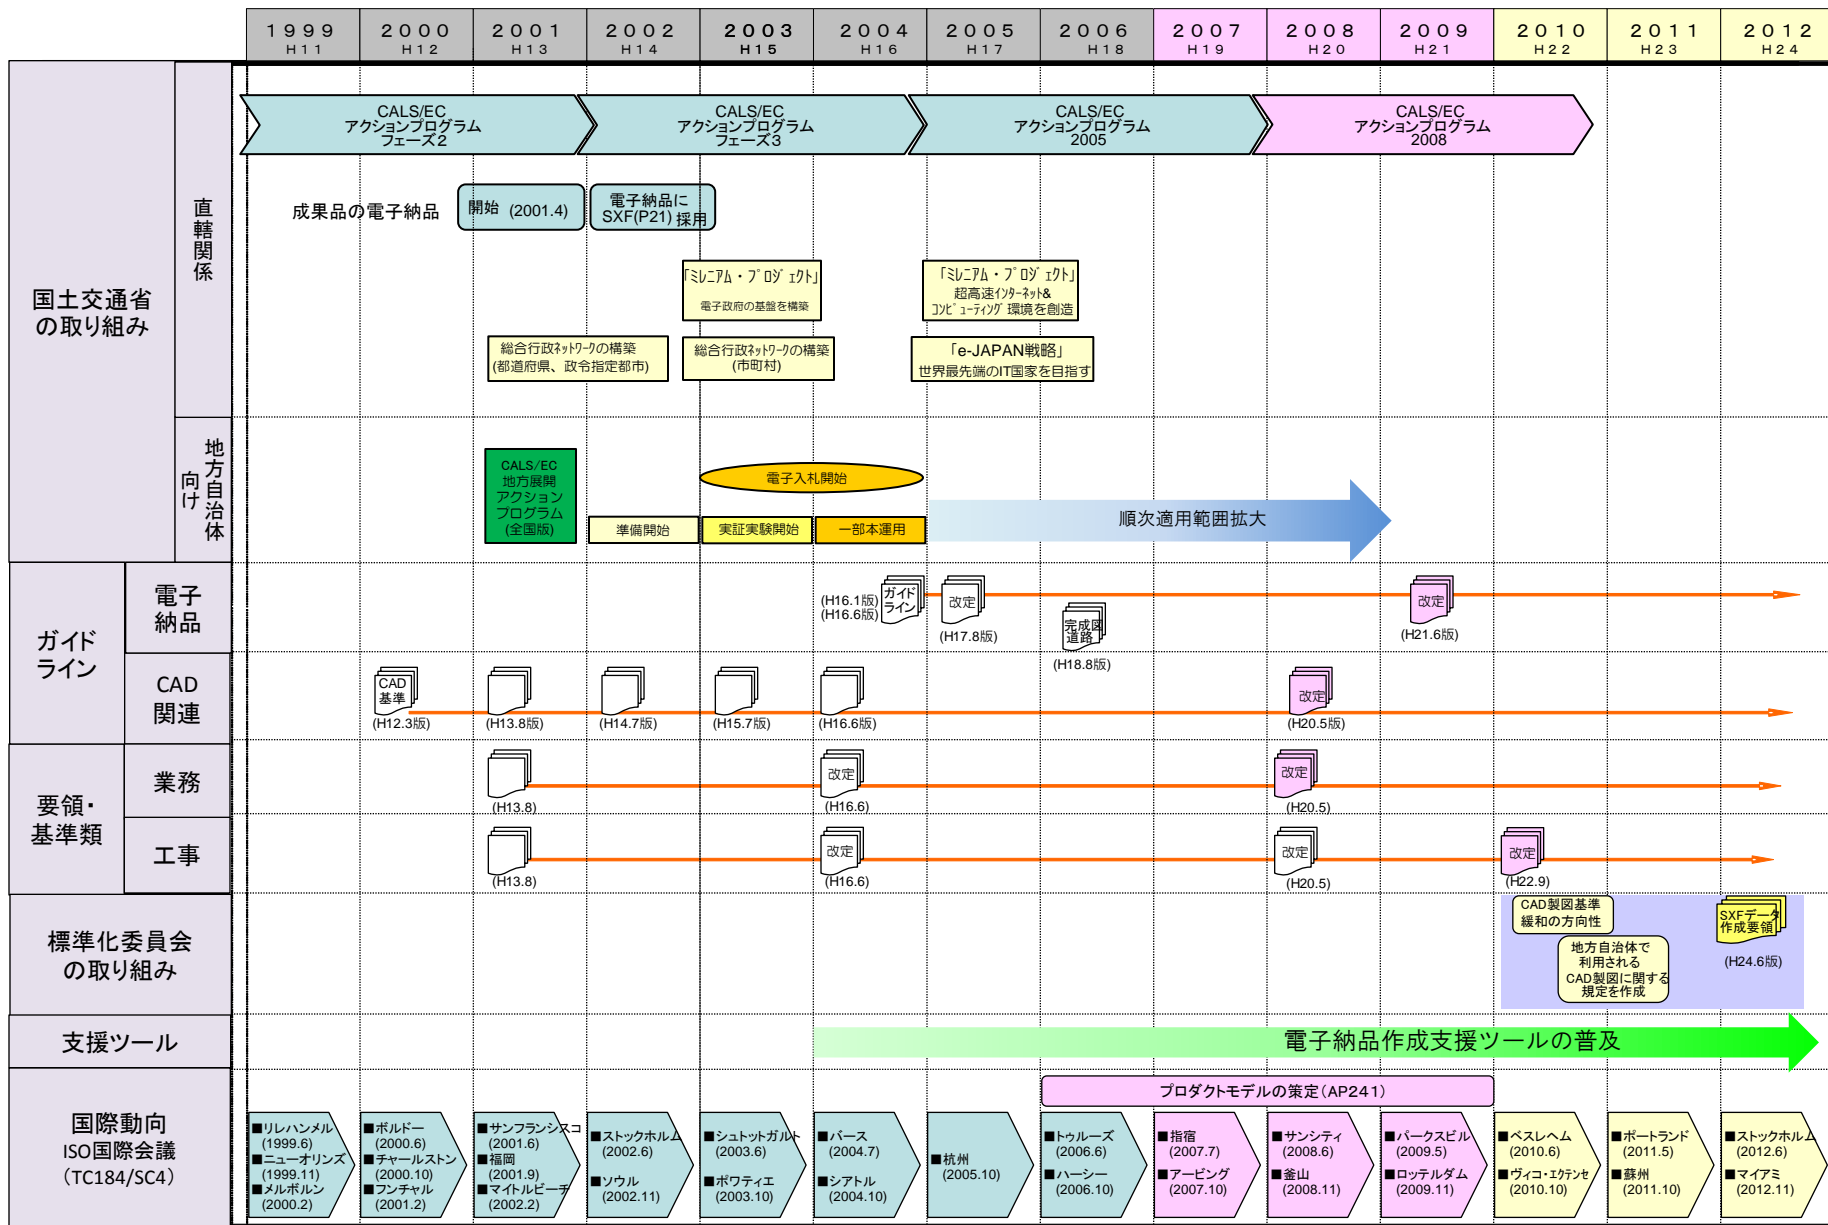 1999
H11
2000
H12
2001
H13
2002
H14
2003
H15
2004
H16
2005
H17
2006
H18
2007
H19
2008
H20
2009
H21
2010
H22
2011
H23
2012
H24
国土交通省
の取り組み
直轄関係
CALS/EC
アクションプログラム
フェーズ2
CALS/EC
アクションプログラム
フェーズ3
CALS/EC
アクションプログラム
2005
CALS/EC
アクションプログラム
2008
成果品の電子納品
開始 (2001.4)
電子納品に
SXF(P21) 採用
「ﾐﾚﾆｱﾑ・ﾌﾟﾛｼﾞｪｸﾄ」
電子政府の基盤を構築
「ﾐﾚﾆｱﾑ・ﾌﾟﾛｼﾞｪｸﾄ」
超高速ｲﾝﾀｰﾈｯﾄ&
ｺﾝﾋﾟｭｰﾃｨﾝｸﾞ環境を創造
総合行政ﾈｯﾄﾜｰｸの構築
(都道府県、政令指定都市)
総合行政ﾈｯﾄﾜｰｸの構築
(市町村)
「e-JAPAN戦略」
世界最先端のIT国家を目指す
地方自治体
向け
CALS/EC
地方展開
アクション
プログラム
(全国版)
電子入札開始
準備開始
実証実験開始
一部本運用
順次適用範囲拡大
ガイド
ライン
電子
納品
(H16.1版)
(H16.6版)
ガイド
ライン
改定
(H17.8版)
完成図
道路
(H18.8版)
改定
(H21.6版)
CAD
関連
CAD
基準
(H12.3版)
(H13.8版)
(H14.7版)
(H15.7版)
(H16.6版)
改定
(H20.5版)
要領・
基準類
業務
(H13.8)
改定
(H16.6)
改定
(H20.5)
工事
(H13.8)
改定
(H16.6)
改定
(H20.5)
改定
(H22.9)
標準化委員会
の取り組み
CAD製図基準
緩和の方向性
地方自治体で
利用される
CAD製図に関する
規定を作成
SXFデータ
作成要領
(H24.6版)
支援ツール
電子納品作成支援ツールの普及
国際動向
ISO国際会議
(TC184/SC4)
プロダクトモデルの策定(AP241)
■リレハンメル
(1999.6)
■ニューオリンズ
(1999.11)
■メルボルン
(2000.2)
■ボルドー
(2000.6)
■チャールストン
(2000.10)
■フンチャル
(2001.2)
■サンフランシスコ
(2001.6)
■福岡
(2001.9)
■マイトルビーチ
(2002.2)
■ストックホルム
(2002.6)
■ソウル
(2002.11)
■シュトットガルト
(2003.6)
■ポワティエ
(2003.10)
■バース
(2004.7)
■シアトル
(2004.10)
■杭州
(2005.10)
■トゥルーズ
(2006.6)
■ハーシー
(2006.10)
■指宿
(2007.7)
■アービング
(2007.10)
■サンシティ
(2008.6)
■釜山
(2008.11)
■パークスビル
(2009.5)
■ロッテルダム
(2009.11)
■ベスレヘム
(2010.6)
■ヴィコ・エクテンセ
(2010.10)
■ポートランド
(2011.5)
■蘇州
(2011.10)
■ストックホルム
(2012.6)
■マイアミ
(2012.11)